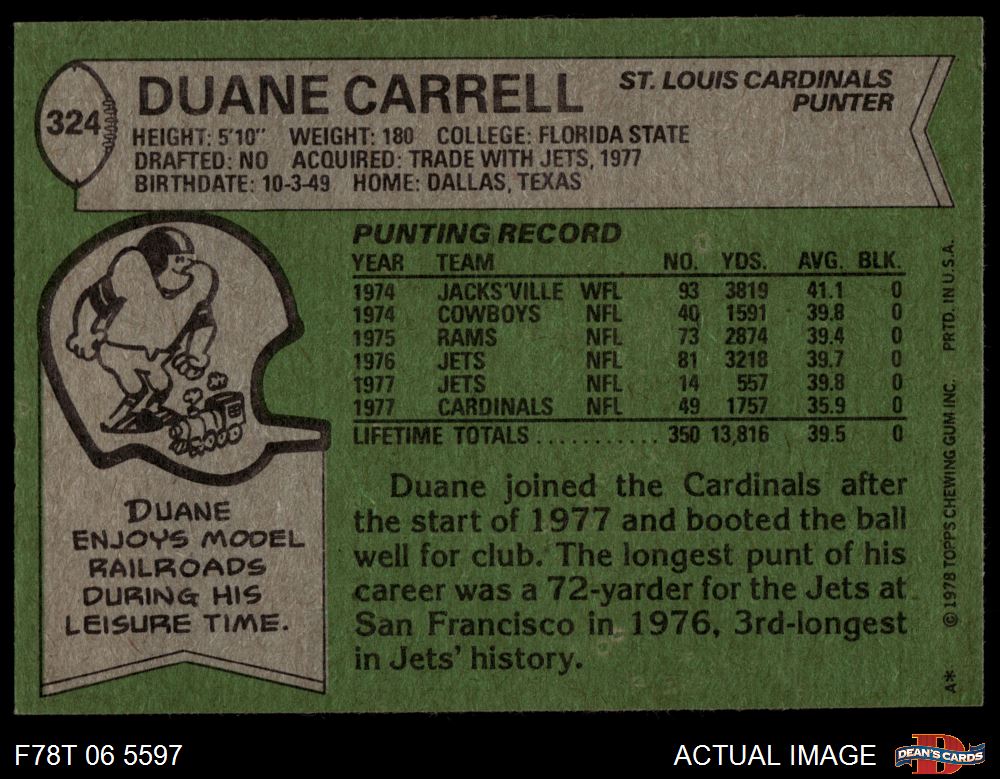 324
DUANE CARRELL
ST. LOUIS CARDINALS
PUNTER
HEIGHT: 5'10" WEIGHT: 180 COLLEGE: FLORIDA STATE
DRAFTED: NO ACQUIRED: TRADE WITH JETS, 1977
BIRTHDATE: 10-3-49 HOME: DALLAS, TEXAS
PUNTING RECORD
YEAR TEAM NO. YDS. AVG. BLK.
1974 JACKS'VILLE WFL 93 3819 41.1 0
1974 COWBOYS NFL 40 1591 39.8 0
1975 RAMS NFL 73 2874 39.4 0
1976 JETS NFL 81 3218 39.7 0
1977 JETS NFL 14 557 39.8 0
1977 CARDINALS NFL 49 1757 35.9 0
LIFETIME TOTALS........... 350 13,816 39.5 0
DUANE
ENJOYS MODEL
RAILROADS
DURING HIS
LEISURE TIME.
Duane joined the Cardinals after
the start of 1977 and booted the ball
well for club. The longest punt of his
career was a 72-yarder for the Jets at
San Francisco in 1976, 3rd-longest
in Jets' history.
A* © 1978 TOPPS CHEWING GUM INC. PRTD. IN U.S.A.
F78T 06 5597
ACTUAL IMAGE
D
DEAN'S CARDS